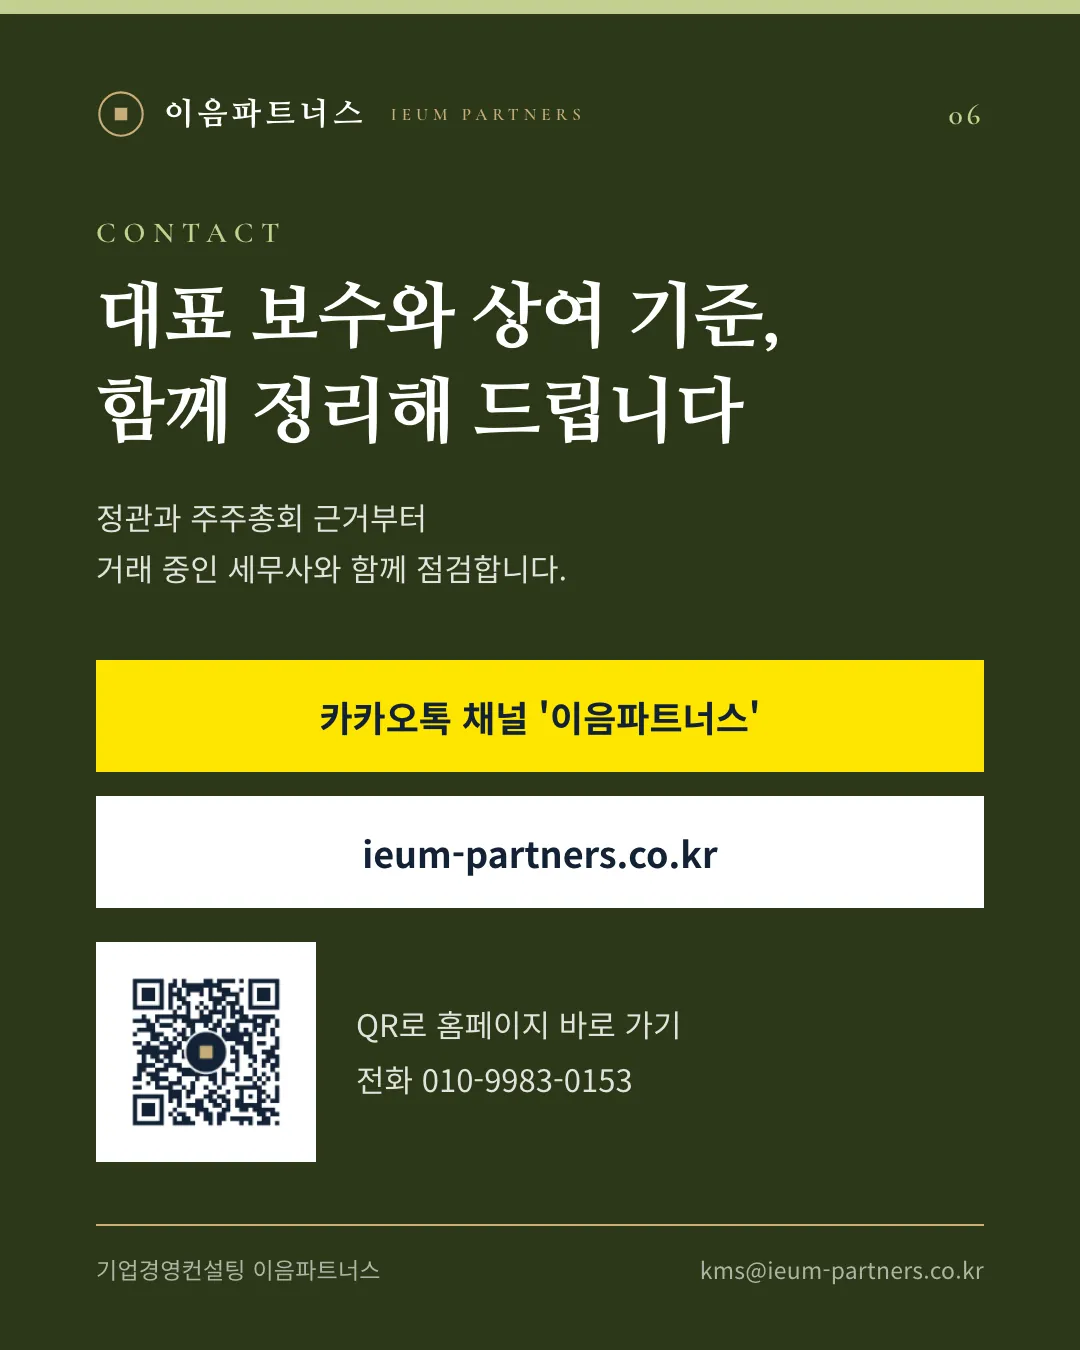 이음파트너스 IEUM PARTNERS 06
CONTACT
대표 보수와 상여 기준,
함께 정리해 드립니다
정관과 주주총회 근거부터
거래 중인 세무사와 함께 점검합니다.
카카오톡 채널 '이음파트너스'
ieum-partners.co.kr
QR로 홈페이지 바로 가기
전화 010-9983-0153
기업경영컨설팅 이음파트너스 kms@ieum-partners.co.kr